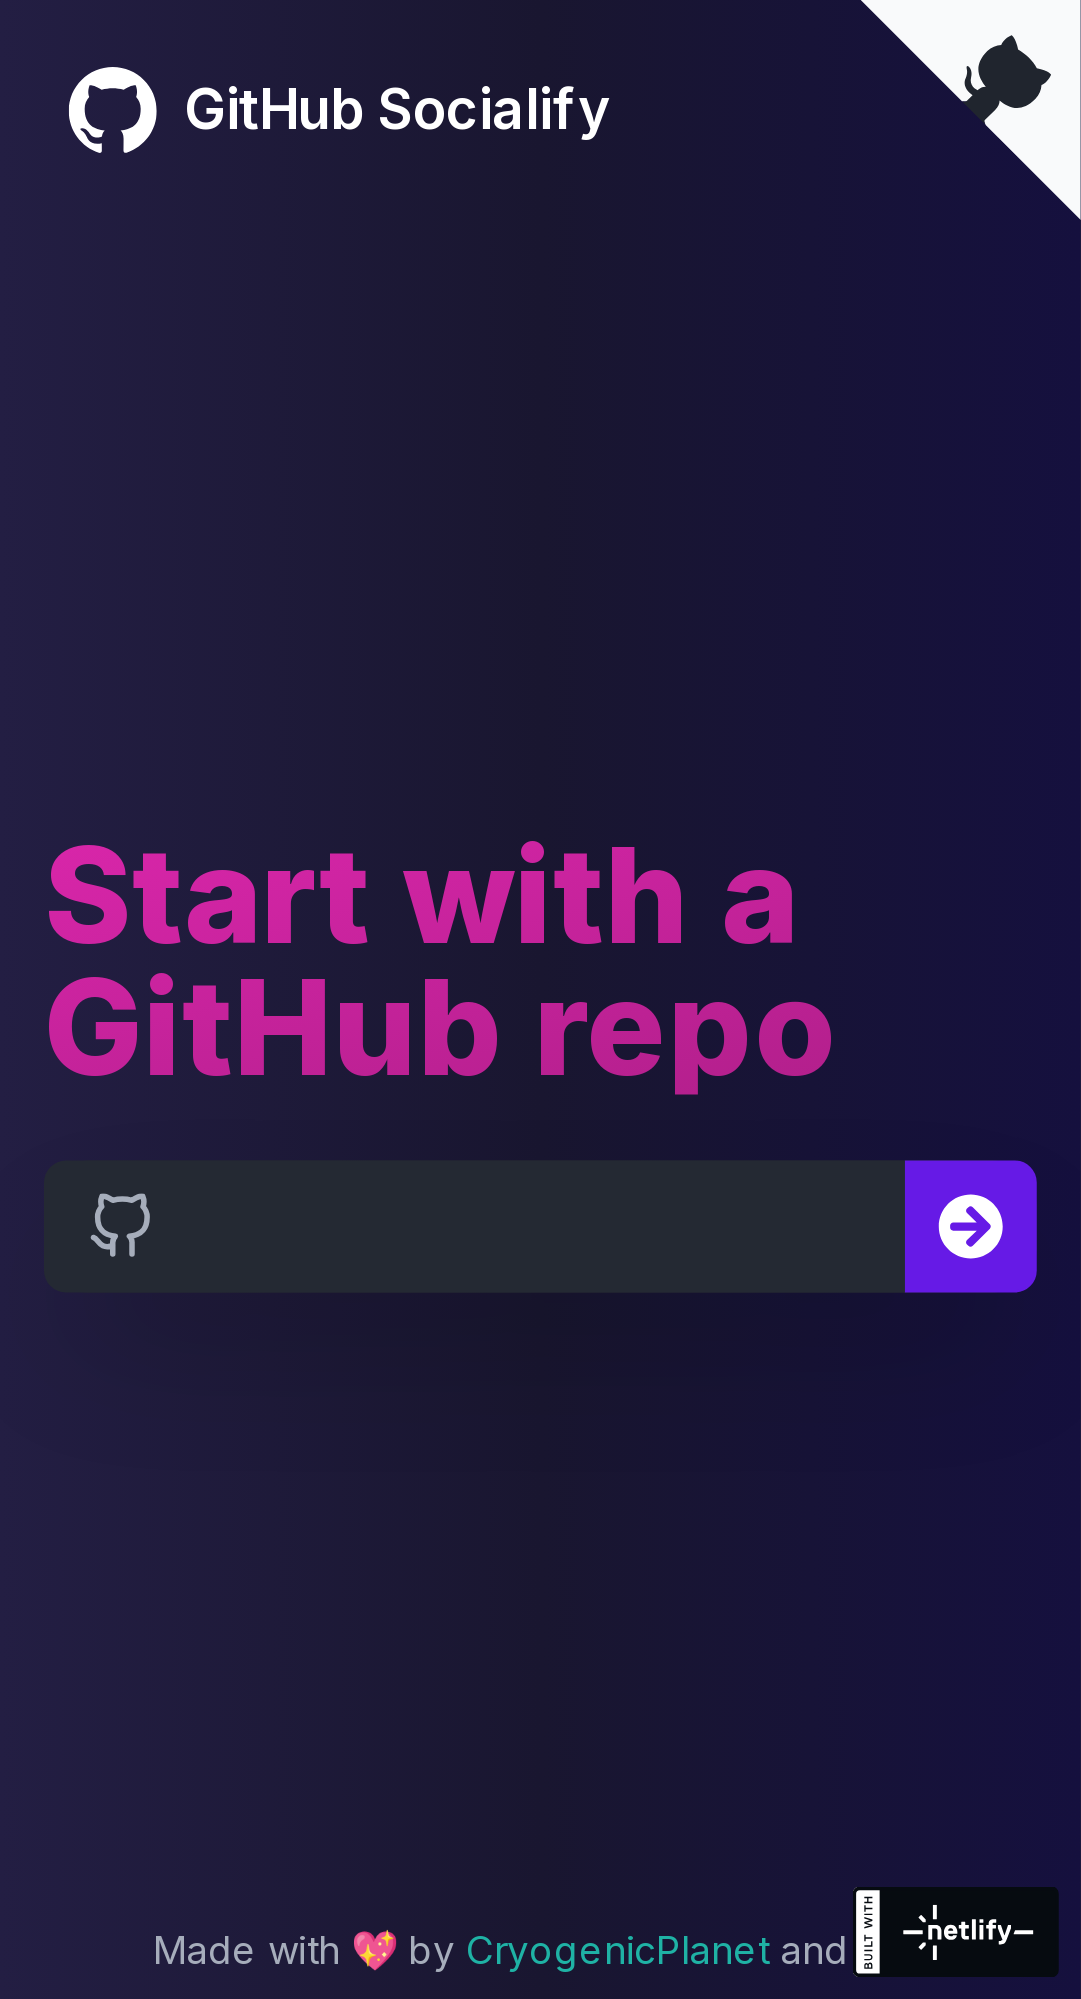 GitHub Socialify
Start with a
GitHub repo
Made with 💖 by CryogenicPlanet and
BUILT WITH
netlify